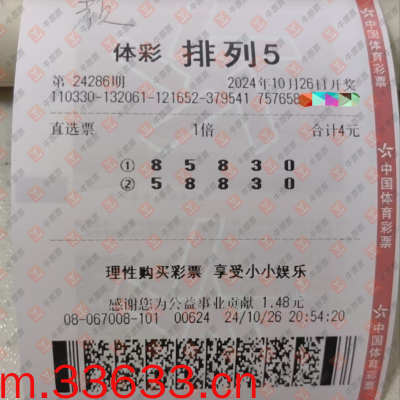 体彩 排列5
第 24286期 2024年10月26日开奖
110330-132061-121652-379541 757658
直选票 1倍 合计4元
① 8 5 8 3 0
② 5 8 8 3 0
理性购买彩票 享受小小娱乐
感谢您为公益事业贡献 1.48元
08-067008-101 00624 24/10/26 20:54:20
m.33633.cn
中国体育彩票
中国体育彩票
中国体育彩票